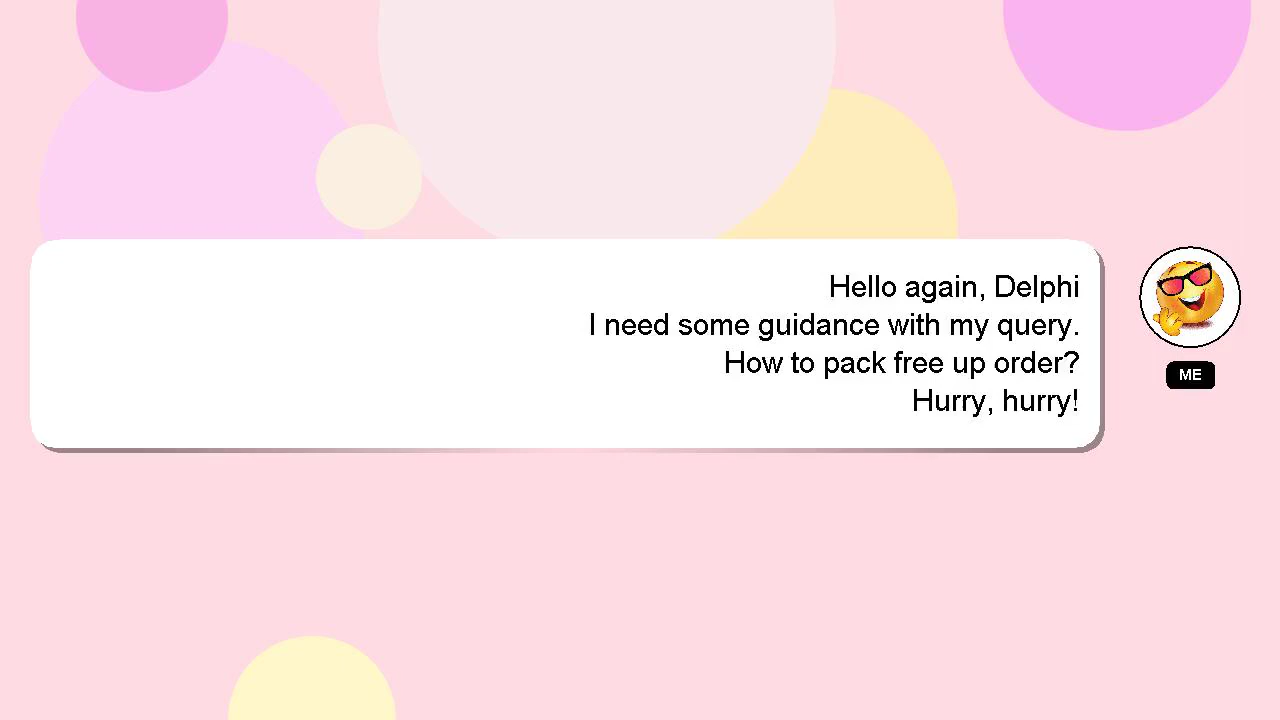 Hello again, Delphi
I need some guidance with my query.
How to pack free up order?
Hurry, hurry!
ME